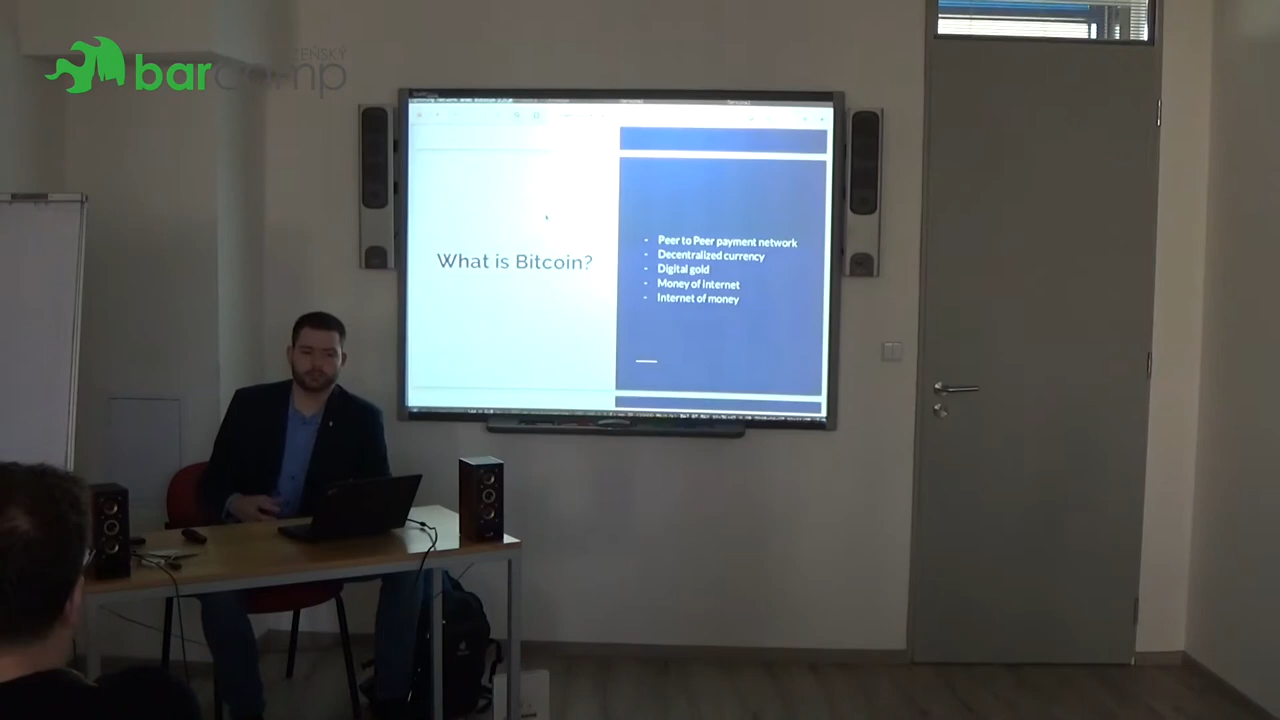 PLZEŇSKÝ
barcamp
What is Bitcoin?
- Peer to Peer payment network
- Decentralized currency
- Digital gold
- Money of internet
- Internet of money